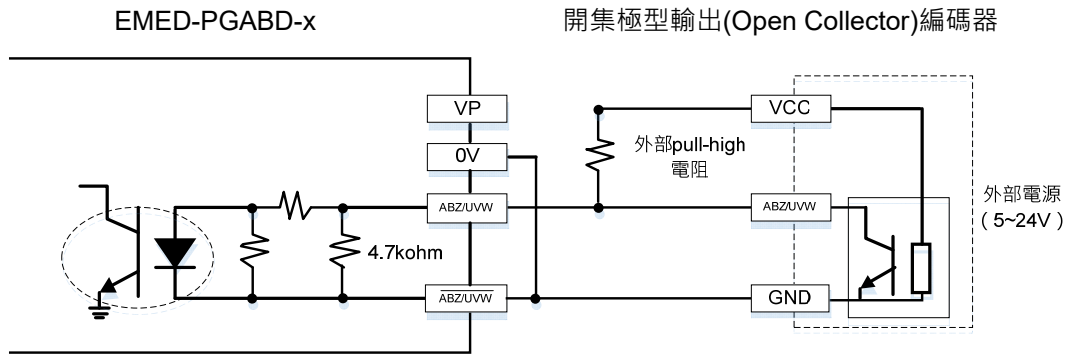 EMED-PGABD-x
開集極型輸出(Open Collector)編碼器
VP
VCC
0V
外部pull-high
電阻
ABZ/UVW
ABZ/UVW
外部電源
( 5~24V )
4.7kohm
ABZ/UVW
GND